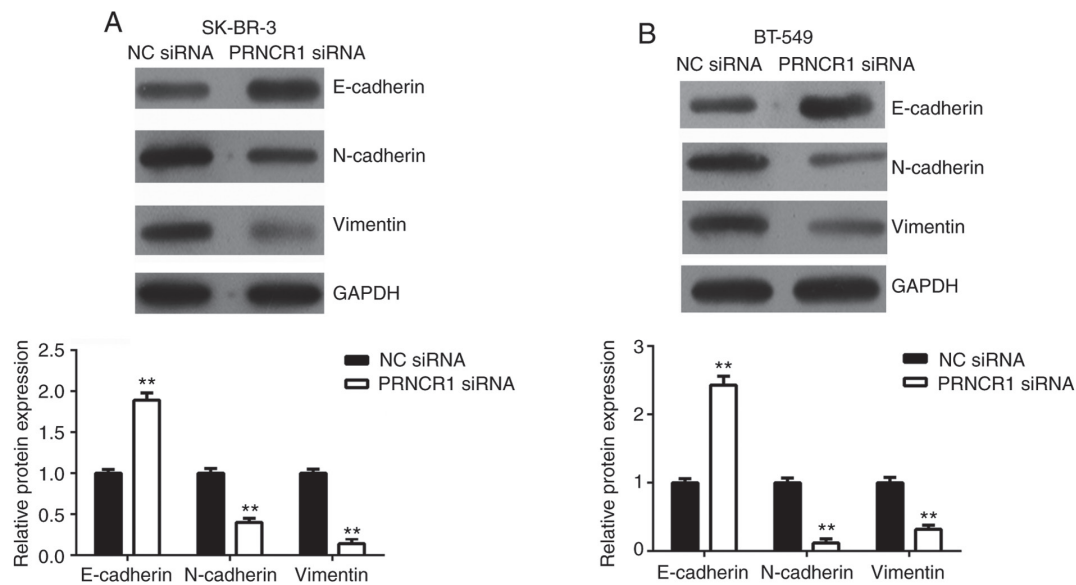 A
SK-BR-3
NC siRNA PRNCR1 siRNA
E-cadherin
N-cadherin
Vimentin
GAPDH
Relative protein expression
2.5
2.0
1.5
1.0
0.5
0.0
NC siRNA
PRNCR1 siRNA
**
**
**
E-cadherin N-cadherin Vimentin
B
BT-549
NC siRNA PRNCR1 siRNA
E-cadherin
N-cadherin
Vimentin
GAPDH
Relative protein expression
3
2
1
0
NC siRNA
PRNCR1 siRNA
**
**
**
E-cadherin N-cadherin Vimentin